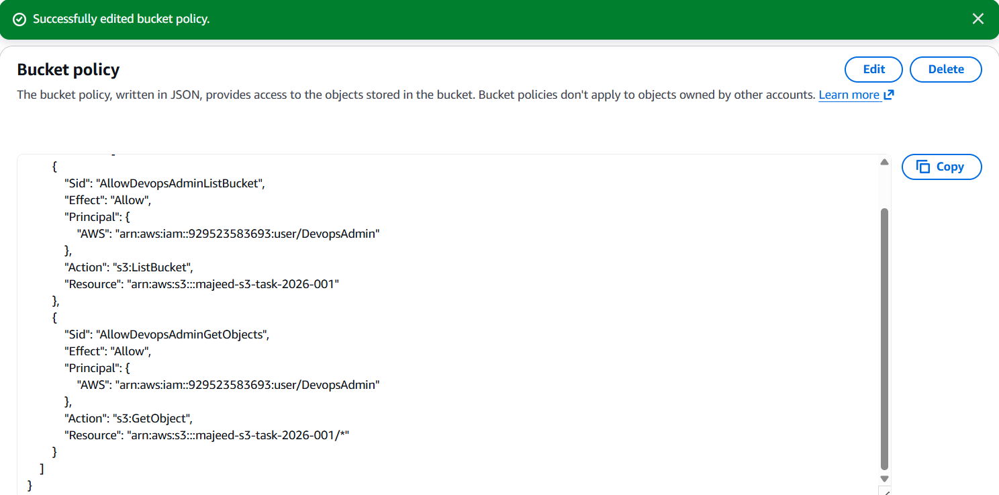 Successfully edited bucket policy.
Bucket policy
Edit
Delete
The bucket policy, written in JSON, provides access to the objects stored in the bucket. Bucket policies don't apply to objects owned by other accounts. Learn more
Copy
{
"Sid": "AllowDevopsAdminListBucket",
"Effect": "Allow",
"Principal": {
"AWS": "arn:aws:iam::929523583693:user/DevopsAdmin"
},
"Action": "s3:ListBucket",
"Resource": "arn:aws:s3:::majeed-s3-task-2026-001"
},
{
"Sid": "AllowDevopsAdminGetObjects",
"Effect": "Allow",
"Principal": {
"AWS": "arn:aws:iam::929523583693:user/DevopsAdmin"
},
"Action": "s3:GetObject",
"Resource": "arn:aws:s3:::majeed-s3-task-2026-001/*"
}
]
}